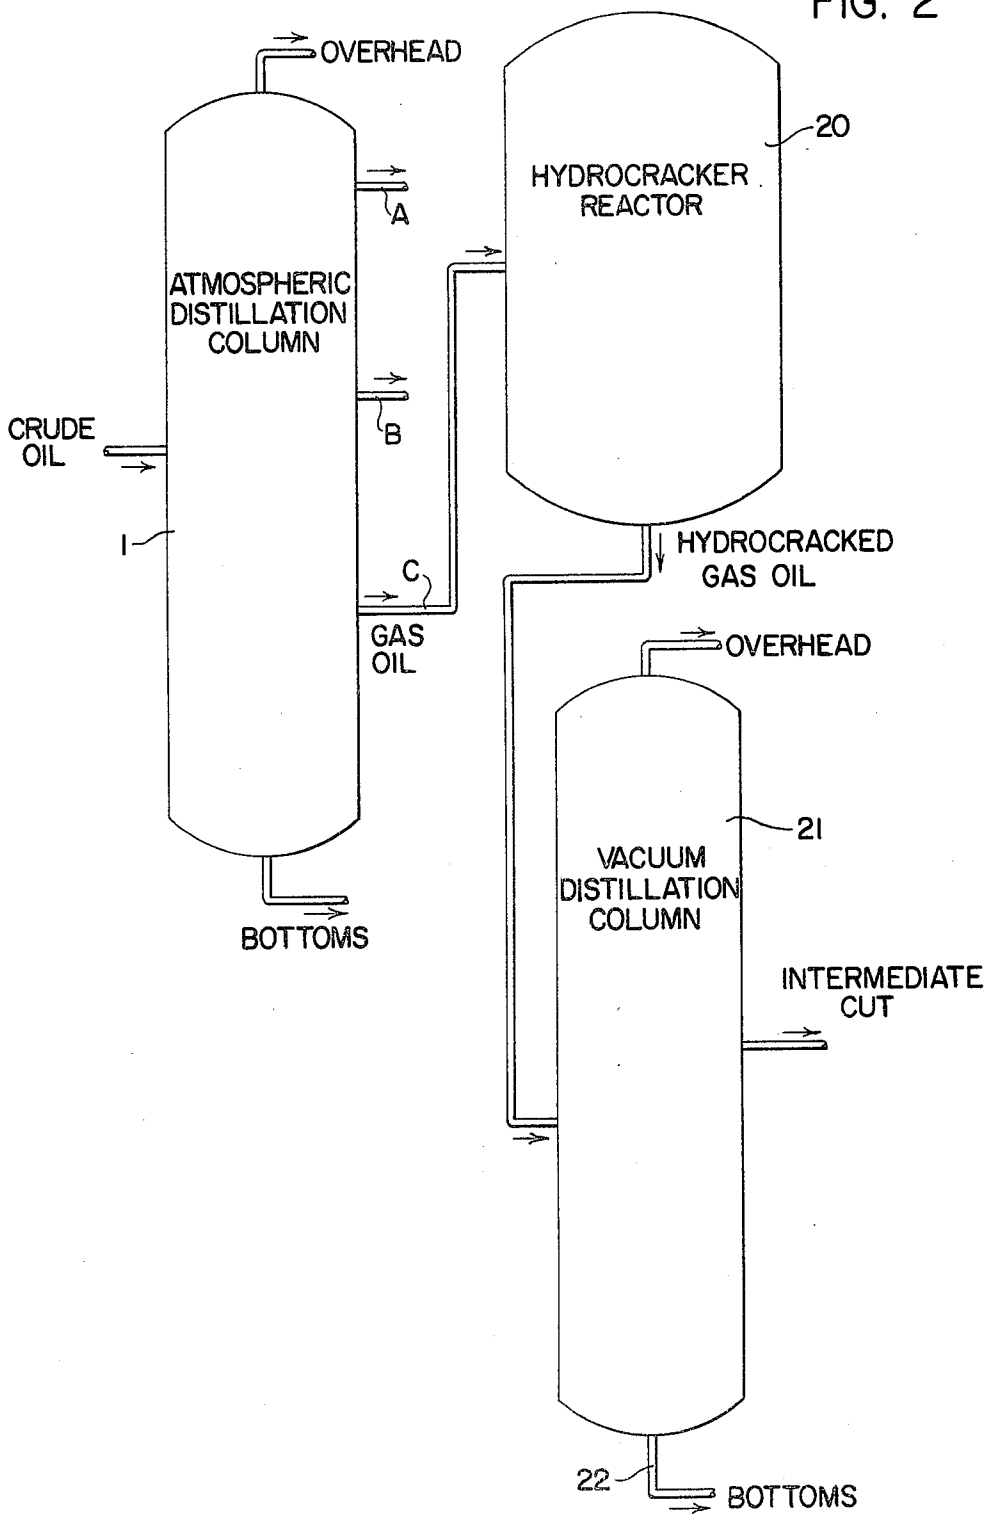 FIG. 2
OVERHEAD
20
HYDROCRACKER
REACTOR
A
ATMOSPHERIC
DISTILLATION
COLUMN
B
CRUDE
OIL
1
HYDROCRACKED
GAS OIL
C
GAS
OIL
OVERHEAD
21
VACUUM
DISTILLATION
COLUMN
BOTTOMS
INTERMEDIATE
CUT
22
BOTTOMS